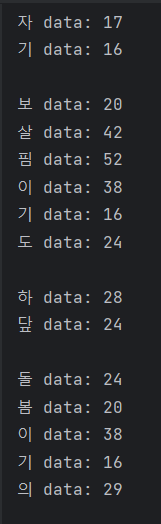 자 data: 17
기 data: 16

보 data: 20
살 data: 42
핌 data: 52
이 data: 38
기 data: 16
도 data: 24

하 data: 28
닾 data: 24

돌 data: 24
봄 data: 20
이 data: 38
기 data: 16
의 data: 29